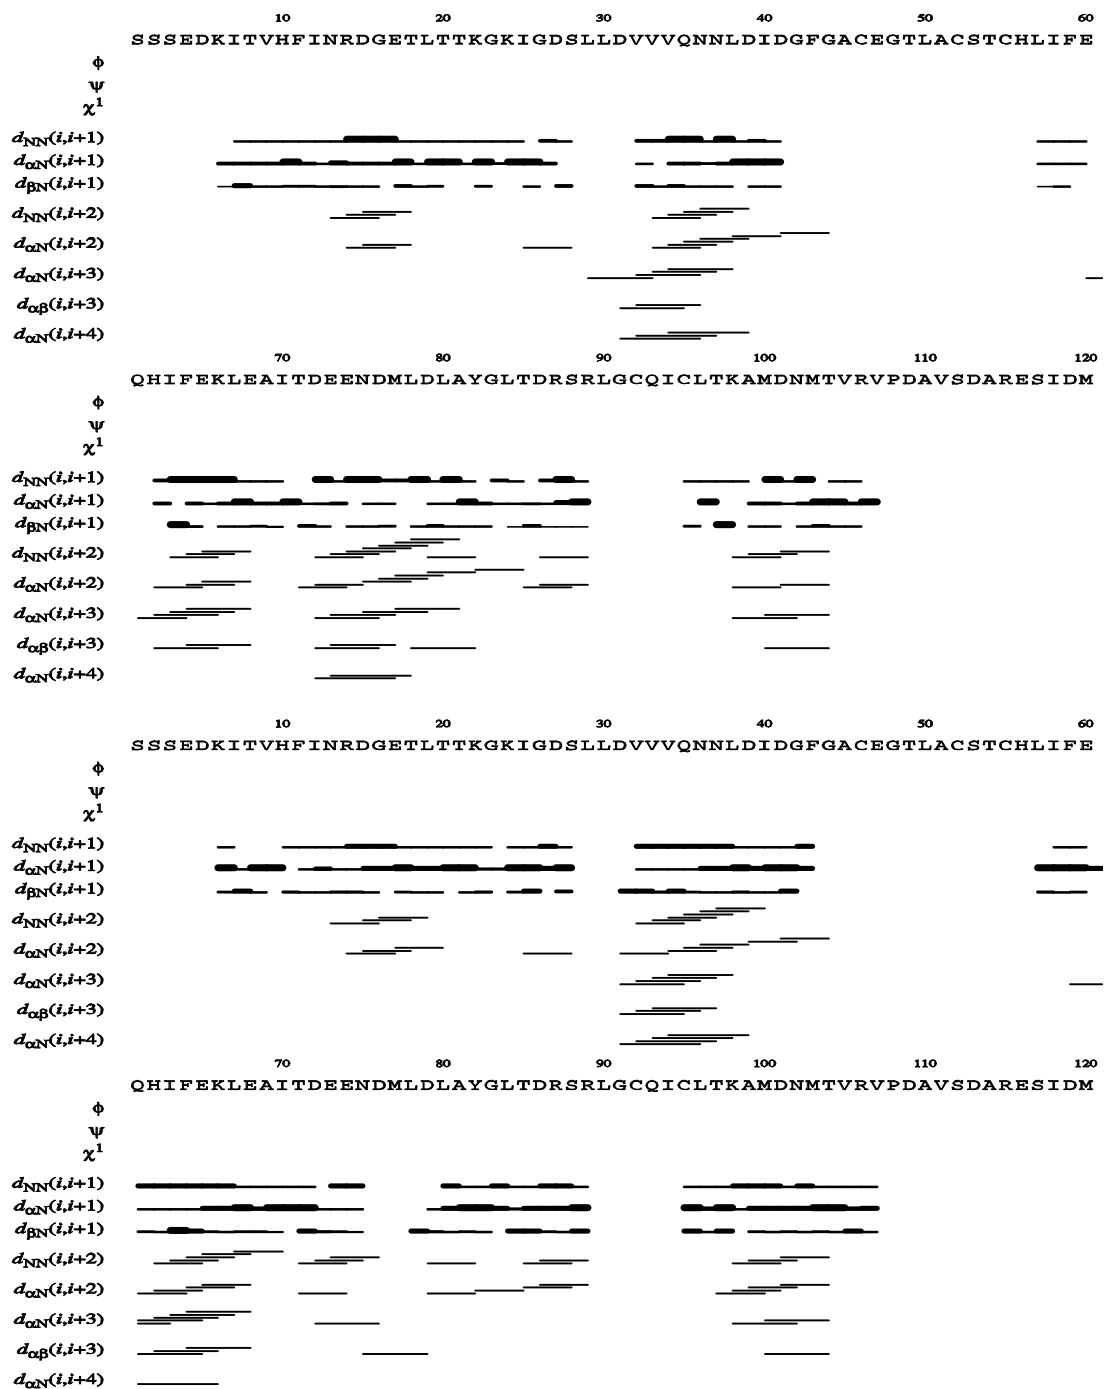 10 20 30 40 50 60
SSSEDKITVHFINRDGETLTTKGKIGDSLLDVVVQNNLDIDGFGACEGTLACSTCHLIFE
ϕ
ψ
χ¹
dNN(i,i+1)
dαN(i,i+1)
dβN(i,i+1)
dNN(i,i+2)
dαN(i,i+2)
dαN(i,i+3)
dαβ(i,i+3)
dαN(i,i+4)
70 80 90 100 110 120
QHIFEKLEAITDEENDMLDLAYGLTDRSRLGCQICLTKAMDNMTVRVPDAVSDARESIDM
ϕ
ψ
χ¹
dNN(i,i+1)
dαN(i,i+1)
dβN(i,i+1)
dNN(i,i+2)
dαN(i,i+2)
dαN(i,i+3)
dαβ(i,i+3)
dαN(i,i+4)
10 20 30 40 50 60
SSSEDKITVHFINRDGETLTTKGKIGDSLLDVVVQNNLDIDGFGACEGTLACSTCHLIFE
ϕ
ψ
χ¹
dNN(i,i+1)
dαN(i,i+1)
dβN(i,i+1)
dNN(i,i+2)
dαN(i,i+2)
dαN(i,i+3)
dαβ(i,i+3)
dαN(i,i+4)
70 80 90 100 110 120
QHIFEKLEAITDEENDMLDLAYGLTDRSRLGCQICLTKAMDNMTVRVPDAVSDARESIDM
ϕ
ψ
χ¹
dNN(i,i+1)
dαN(i,i+1)
dβN(i,i+1)
dNN(i,i+2)
dαN(i,i+2)
dαN(i,i+3)
dαβ(i,i+3)
dαN(i,i+4)